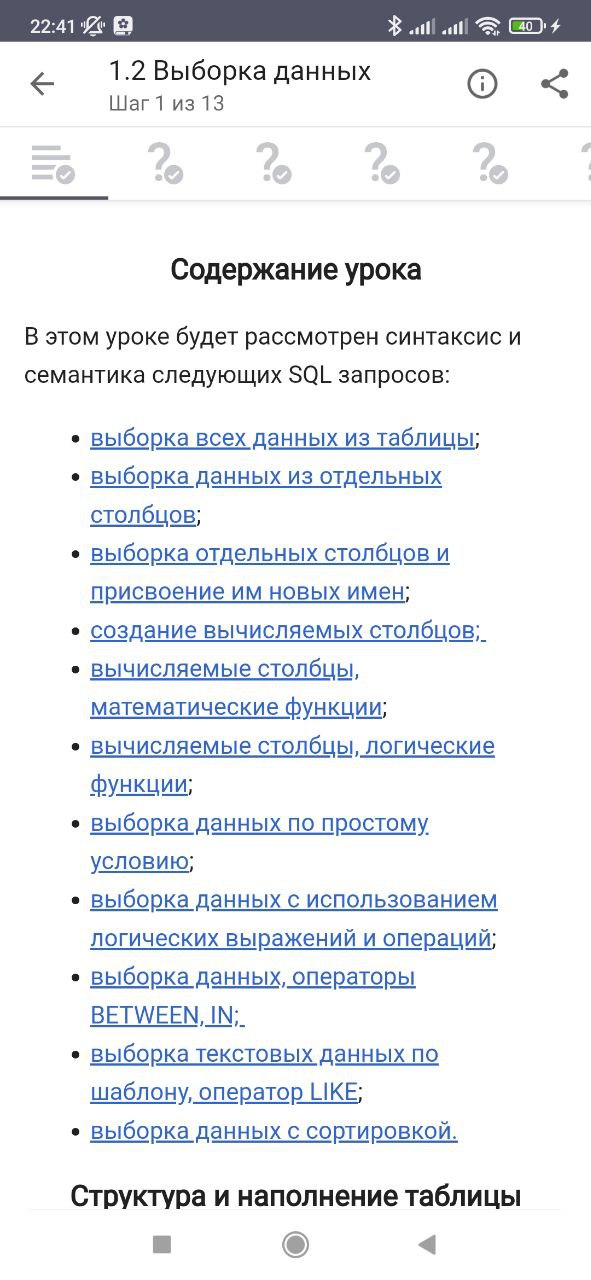 22:41
40
1.2 Выборка данных
Шаг 1 из 13
Содержание урока
В этом уроке будет рассмотрен синтаксис и
семантика следующих SQL запросов:
выборка всех данных из таблицы;
выборка данных из отдельных
столбцов;
выборка отдельных столбцов и
присвоение им новых имен;
создание вычисляемых столбцов;
вычисляемые столбцы,
математические функции;
вычисляемые столбцы, логические
функции;
выборка данных по простому
условию;
выборка данных с использованием
логических выражений и операций;
выборка данных, операторы
BETWEEN, IN;
выборка текстовых данных по
шаблону, оператор LIKE;
выборка данных с сортировкой.
Структура и наполнение таблицы